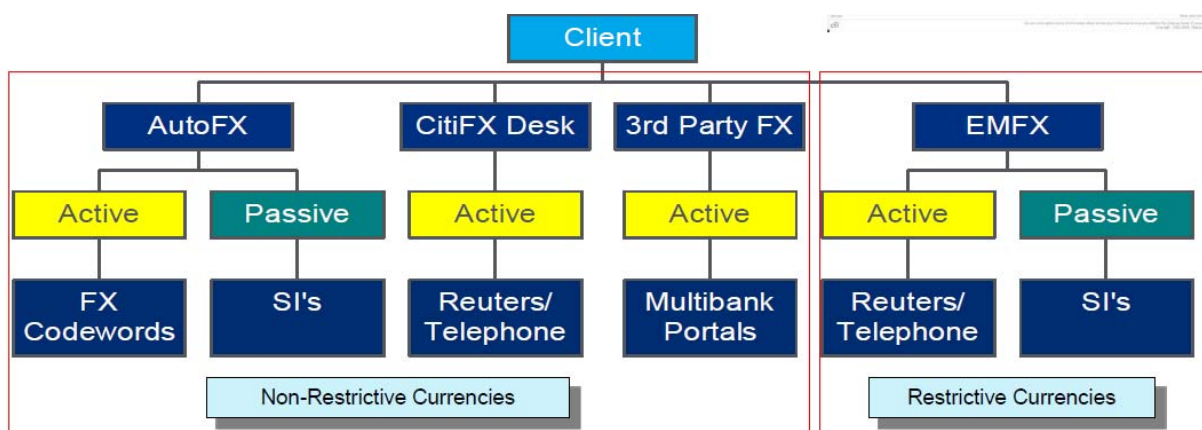 Client
AutoFX
CitiFX Desk
3rd Party FX
EMFX
Active
Passive
Active
Active
Active
Passive
FX
Codewords
SI's
Reuters/
Telephone
Multibank
Portals
Reuters/
Telephone
SI's
Non-Restrictive Currencies
Restrictive Currencies